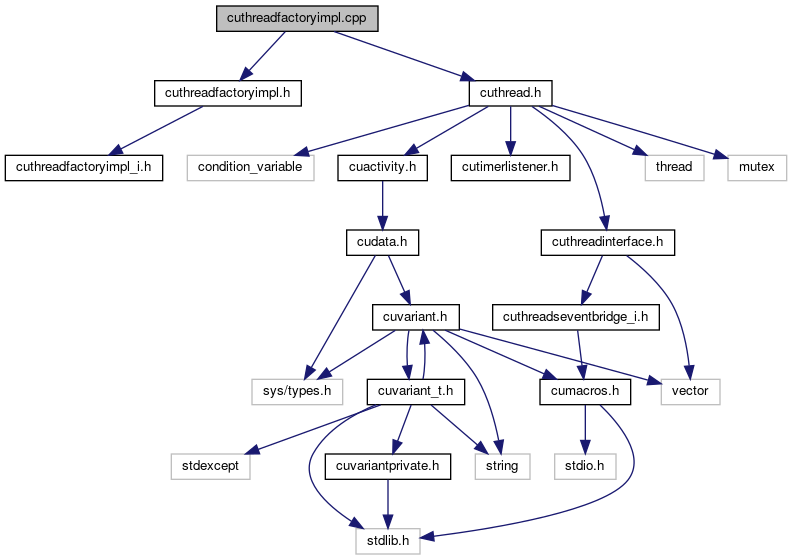 cuthreadfactoryimpl.cpp
cuthreadfactoryimpl.h
cuthread.h
cuthreadfactoryimpl_i.h
condition_variable
cuactivity.h
cutimerlistener.h
thread
mutex
cudata.h
cuthreadinterface.h
cuvariant.h
cuthreadseventbridge_i.h
sys/types.h
cuvariant_t.h
cumacros.h
vector
stdexcept
cuvariantprivate.h
string
stdio.h
stdlib.h